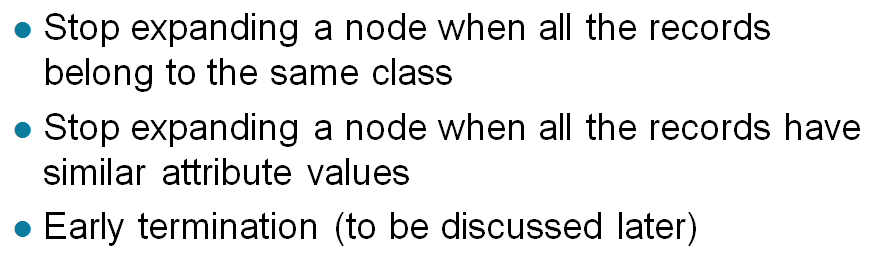 ● Stop expanding a node when all the records
belong to the same class
● Stop expanding a node when all the records have
similar attribute values
● Early termination (to be discussed later)